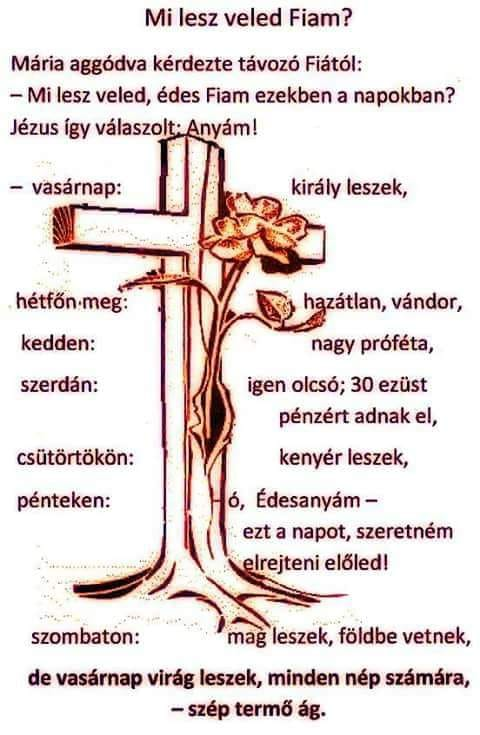 Mi lesz veled Fiam?
Mária aggódva kérdezte távozó Fiától:
– Mi lesz veled, édes Fiam ezekben a napokban?
Jézus így válaszolt: Anyám!
– vasárnap: király leszek,
hétfőn meg: hazátlan, vándor,
kedden: nagy próféta,
szerdán: igen olcsó; 30 ezüst
pénzért adnak el,
csütörtökön: kenyér leszek,
pénteken: – ó, Édesanyám –
ezt a napot, szeretném
elrejteni előled!
szombaton: mag leszek, földbe vetnek,
de vasárnap virág leszek, minden nép számára,
– szép termő ág.